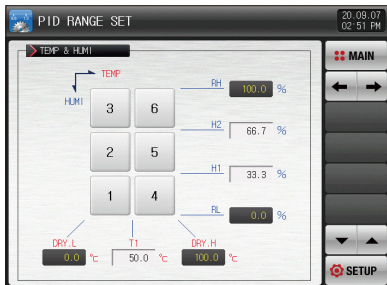 PID RANGE SET
20.09.07
02:51 PM
TEMP & HUMI
MAIN
TEMP
HUMI
RH 100.0 %
3 6
H2 66.7 %
2 5
H1 33.3 %
1 4
RL 0.0 %
DRY.L T1 DRY.H
0.0 ℃ 50.0 ℃ 100.0 ℃
SETUP